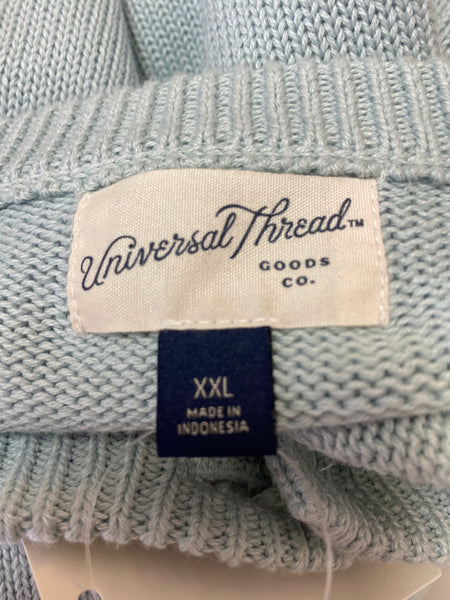 Universal Thread™
GOODS
CO.
XXL
MADE IN
INDONESIA